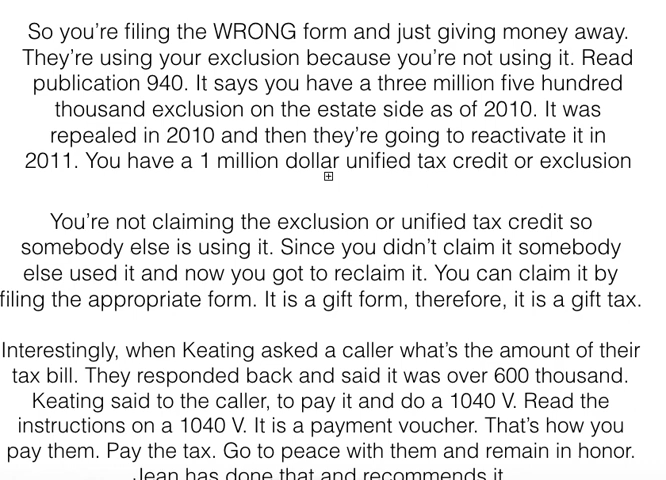 So you’re filing the WRONG form and just giving money away.
They’re using your exclusion because you’re not using it. Read
publication 940. It says you have a three million five hundred
thousand exclusion on the estate side as of 2010. It was
repealed in 2010 and then they’re going to reactivate it in
2011. You have a 1 million dollar unified tax credit or exclusion
You’re not claiming the exclusion or unified tax credit so
somebody else is using it. Since you didn’t claim it somebody
else used it and now you got to reclaim it. You can claim it by
filing the appropriate form. It is a gift form, therefore, it is a gift tax.
Interestingly, when Keating asked a caller what’s the amount of their
tax bill. They responded back and said it was over 600 thousand.
Keating said to the caller, to pay it and do a 1040 V. Read the
instructions on a 1040 V. It is a payment voucher. That’s how you
pay them. Pay the tax. Go to peace with them and remain in honor.
Jean has done that and recommends it